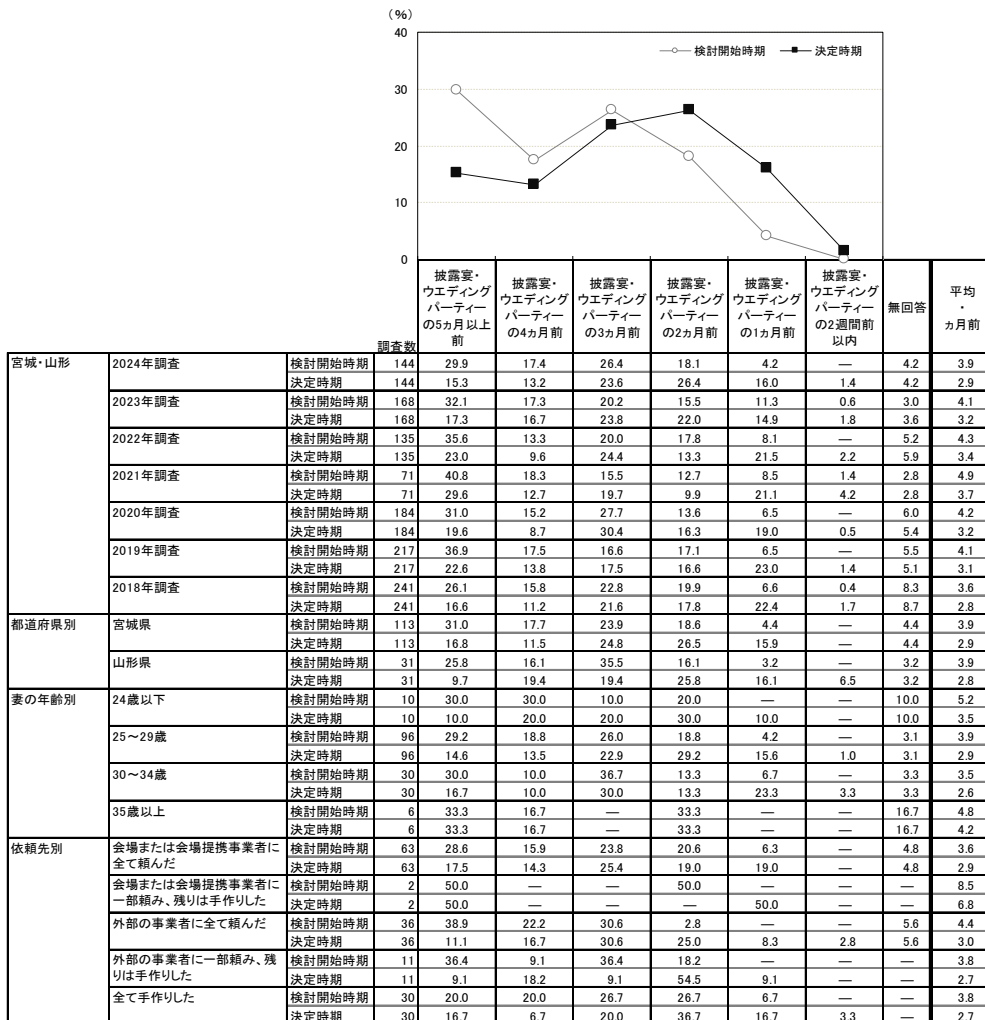 (%)
40
30
20
10
0
検討開始時期 決定時期
調査数
披露宴・ウエディングパーティーの5ヵ月以上前
披露宴・ウエディングパーティーの4ヵ月前
披露宴・ウエディングパーティーの3ヵ月前
披露宴・ウエディングパーティーの2ヵ月前
披露宴・ウエディングパーティーの1ヵ月前
披露宴・ウエディングパーティーの2週間前以内
無回答
平均・ヵ月前
宮城・山形 2024年調査 検討開始時期 144 29.9 17.4 26.4 18.1 4.2 — 4.2 3.9
決定時期 144 15.3 13.2 23.6 26.4 16.0 1.4 4.2 2.9
2023年調査 検討開始時期 168 32.1 17.3 20.2 15.5 11.3 0.6 3.0 4.1
決定時期 168 17.3 16.7 23.8 22.0 14.9 1.8 3.6 3.2
2022年調査 検討開始時期 135 35.6 13.3 20.0 17.8 8.1 — 5.2 4.3
決定時期 135 23.0 9.6 24.4 13.3 21.5 2.2 5.9 3.4
2021年調査 検討開始時期 71 40.8 18.3 15.5 12.7 8.5 1.4 2.8 4.9
決定時期 71 29.6 12.7 19.7 9.9 21.1 4.2 2.8 3.7
2020年調査 検討開始時期 184 31.0 15.2 27.7 13.6 6.5 — 6.0 4.2
決定時期 184 19.6 8.7 30.4 16.3 19.0 0.5 5.4 3.2
2019年調査 検討開始時期 217 36.9 17.5 16.6 17.1 6.5 — 5.5 4.1
決定時期 217 22.6 13.8 17.5 16.6 23.0 1.4 5.1 3.1
2018年調査 検討開始時期 241 26.1 15.8 22.8 19.9 6.6 0.4 8.3 3.6
決定時期 241 16.6 11.2 21.6 17.8 22.4 1.7 8.7 2.8
都道府県別 宮城県 検討開始時期 113 31.0 17.7 23.9 18.6 4.4 — 4.4 3.9
決定時期 113 16.8 11.5 24.8 26.5 15.9 — 4.4 2.9
山形県 検討開始時期 31 25.8 16.1 35.5 16.1 3.2 — 3.2 3.9
決定時期 31 9.7 19.4 19.4 25.8 16.1 6.5 3.2 2.8
妻の年齢別 24歳以下 検討開始時期 10 30.0 30.0 10.0 20.0 — — 10.0 5.2
決定時期 10 10.0 20.0 20.0 30.0 10.0 — 10.0 3.5
25~29歳 検討開始時期 96 29.2 18.8 26.0 18.8 4.2 — 3.1 3.9
決定時期 96 14.6 13.5 22.9 29.2 15.6 1.0 3.1 2.9
30~34歳 検討開始時期 30 30.0 10.0 36.7 13.3 6.7 — 3.3 3.5
決定時期 30 16.7 10.0 30.0 13.3 23.3 3.3 3.3 2.6
35歳以上 検討開始時期 6 33.3 16.7 — 33.3 — — 16.7 4.8
決定時期 6 33.3 16.7 — 33.3 — — 16.7 4.2
依頼先別 会場または会場提携事業者に 検討開始時期 63 28.6 15.9 23.8 20.6 6.3 — 4.8 3.6
全て頼んだ 決定時期 63 17.5 14.3 25.4 19.0 19.0 — 4.8 2.9
会場または会場提携事業者に 検討開始時期 2 50.0 — — 50.0 — — — 8.5
一部頼み、残りは手作りした 決定時期 2 50.0 — — — 50.0 — — 6.8
外部の事業者に全て頼んだ 検討開始時期 36 38.9 22.2 30.6 2.8 — — 5.6 4.4
決定時期 36 11.1 16.7 30.6 25.0 8.3 2.8 5.6 3.0
外部の事業者に一部頼み、残 検討開始時期 11 36.4 9.1 36.4 18.2 — — — 3.8
りは手作りした 決定時期 11 9.1 18.2 9.1 54.5 9.1 — — 2.7
全て手作りした 検討開始時期 30 20.0 20.0 26.7 26.7 6.7 — — 3.8
決定時期 30 16.7 6.7 20.0 36.7 16.7 3.3 — 2.7